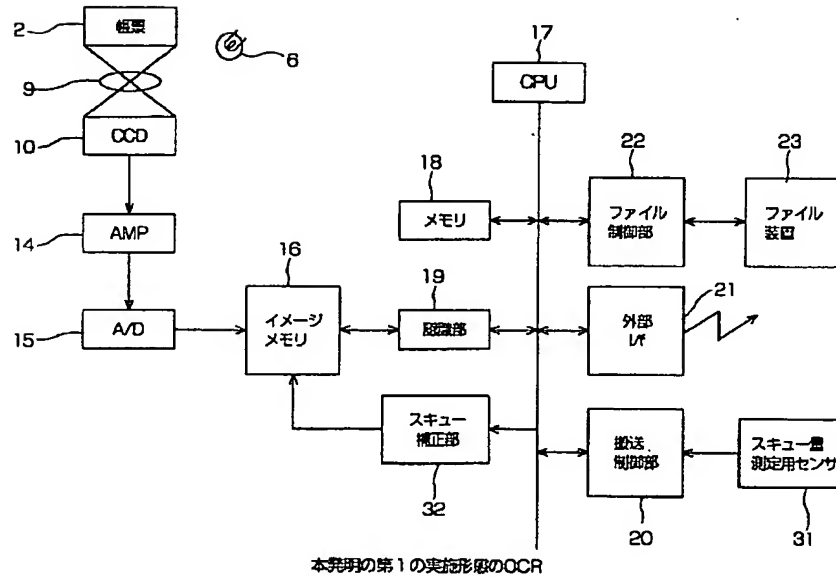 2
帳票
6
9
10
CCD
17
CPU
22
23
18
メモリ
ファイル
制御部
ファイル
装置
14
AMP
16
19
21
15
A/D
イメージ
メモリ
認識部
外部
I/f
スキュー
補正部
32
搬送
制御部
20
スキュー量
測定用センサ
31
本発明の第1の実施形態のOCR